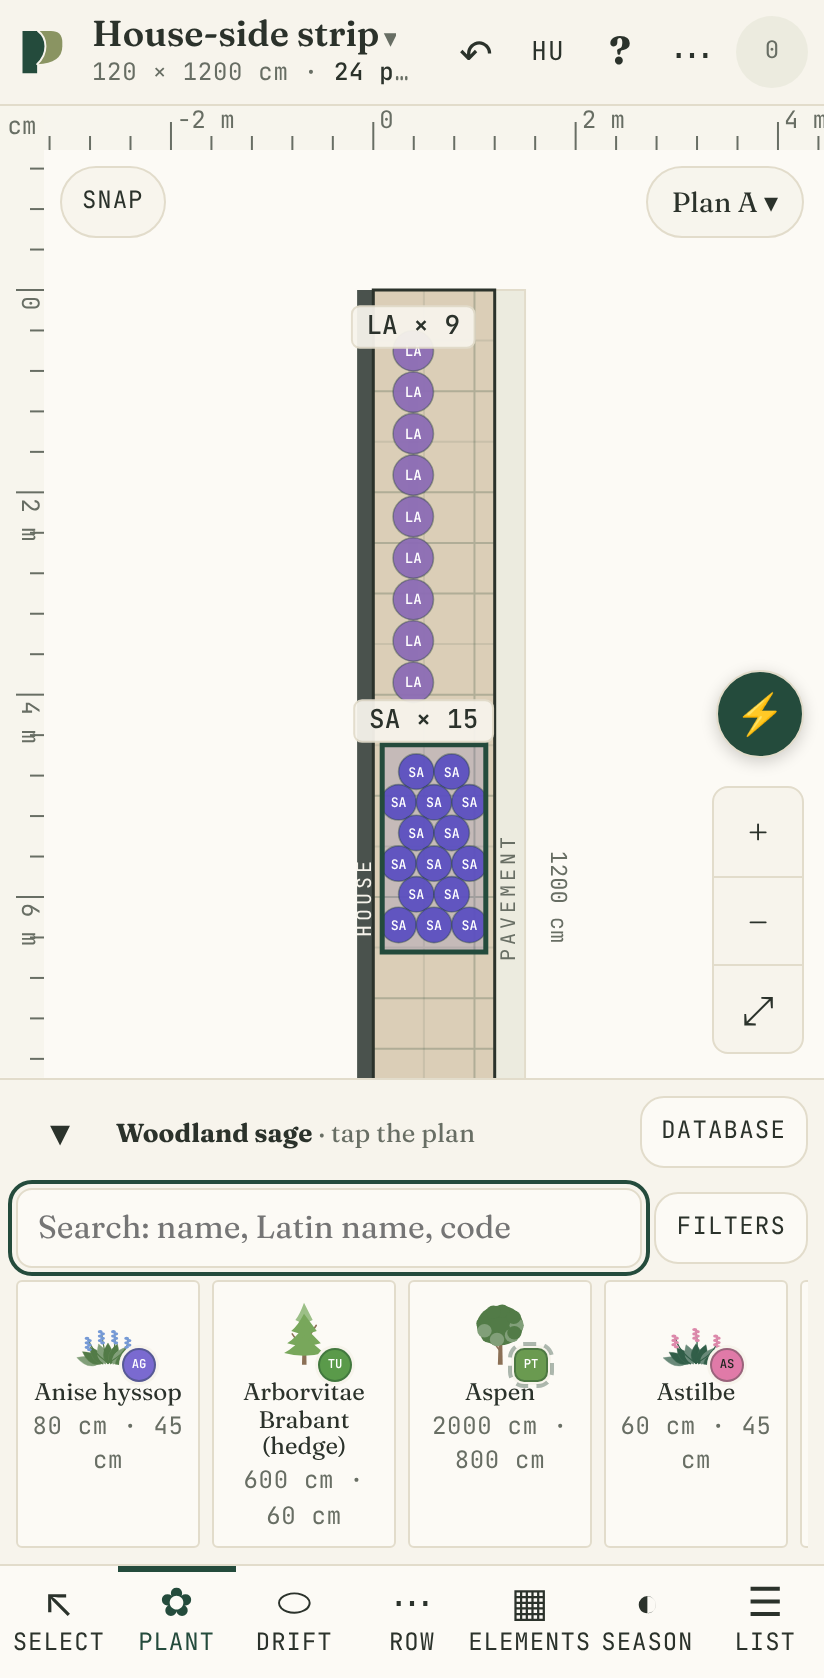 House-side strip ▾
120 × 1200 cm · 24 p…
HU
?
0
cm
-2 m
0
2 m
4 m
SNAP
Plan A ▾
0
2 m
4 m
6 m
LA × 9
LA
LA
LA
LA
LA
LA
LA
LA
LA
SA × 15
SA SA
SA SA SA
SA SA
SA SA SA
SA SA
SA SA SA
HOUSE
PAVEMENT
1200 cm
+
−
Woodland sage · tap the plan
DATABASE
Search: name, Latin name, code
FILTERS
AG
Anise hyssop
80 cm · 45
cm
TU
Arborvitae
Brabant
(hedge)
600 cm ·
60 cm
PT
Aspen
2000 cm ·
800 cm
AS
Astilbe
60 cm · 45
cm
SELECT
PLANT
DRIFT
ROW
ELEMENTS
SEASON
LIST